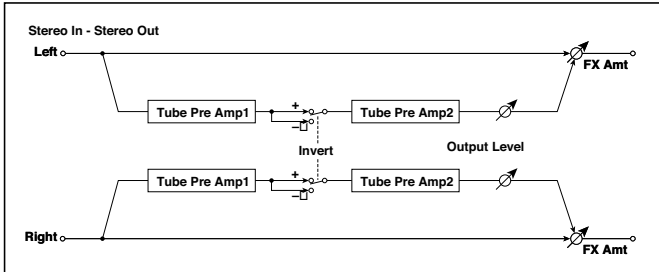 Stereo In - Stereo Out
Left
FX Amt
Tube Pre Amp1
+
−
Tube Pre Amp2
Invert
Output Level
Tube Pre Amp1
+
−
Tube Pre Amp2
Right
FX Amt